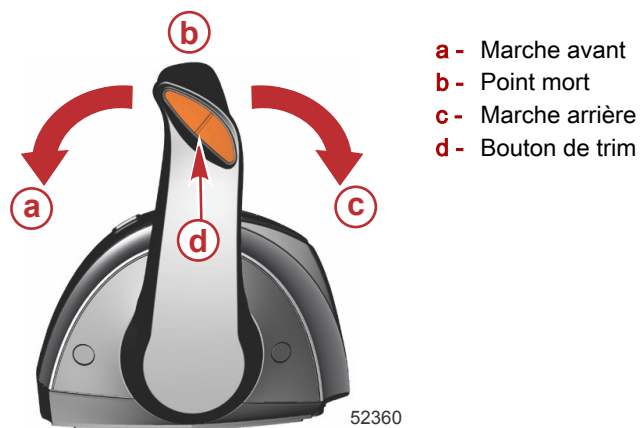 b
a
c
d
52360
a - Marche avant
b - Point mort
c - Marche arrière
d - Bouton de trim